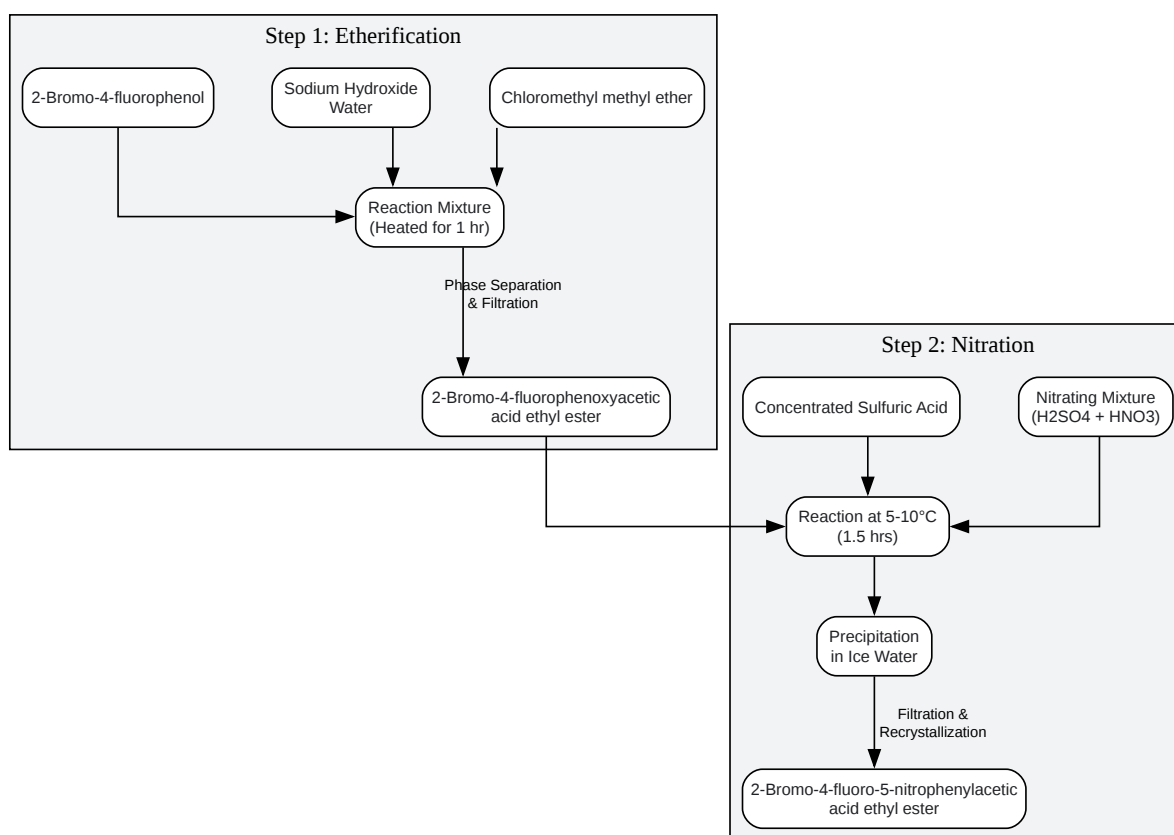 Step 1: Etherification
2-Bromo-4-fluorophenol
Sodium Hydroxide
Water
Chloromethyl methyl ether
Reaction Mixture
(Heated for 1 hr)
Phase Separation
& Filtration
2-Bromo-4-fluorophenoxyacetic
acid ethyl ester
Step 2: Nitration
Concentrated Sulfuric Acid
Nitrating Mixture
(H2SO4 + HNO3)
Reaction at 5-10°C
(1.5 hrs)
Precipitation
in Ice Water
Filtration &
Recrystallization
2-Bromo-4-fluoro-5-nitrophenylacetic
acid ethyl ester